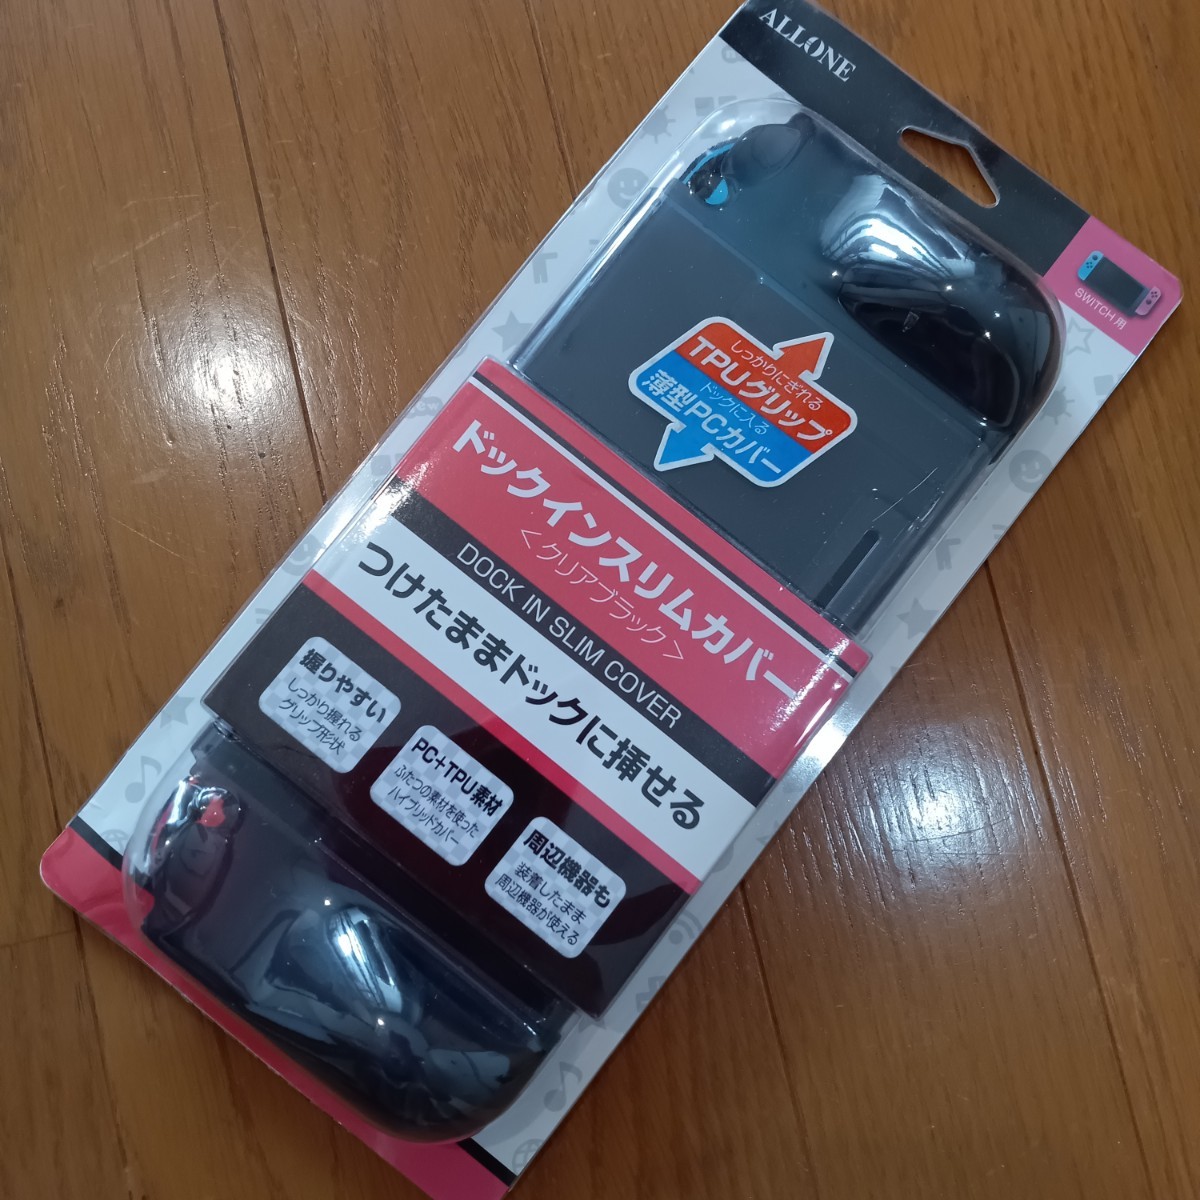 ALLONE
SWITCH用
しっかりにぎれる
TPUグリップ
ドックに入る
薄型PCカバー
ドックインスリムカバー
<クリアブラック>
DOCK IN SLIM COVER
つけたままドックに挿せる
握りやすい
しっかり握れる
グリップ形状
PC+TPU素材
ふたつの素材を使った
ハイブリッドカバー
周辺機器も
装着したまま
周辺機器が使える